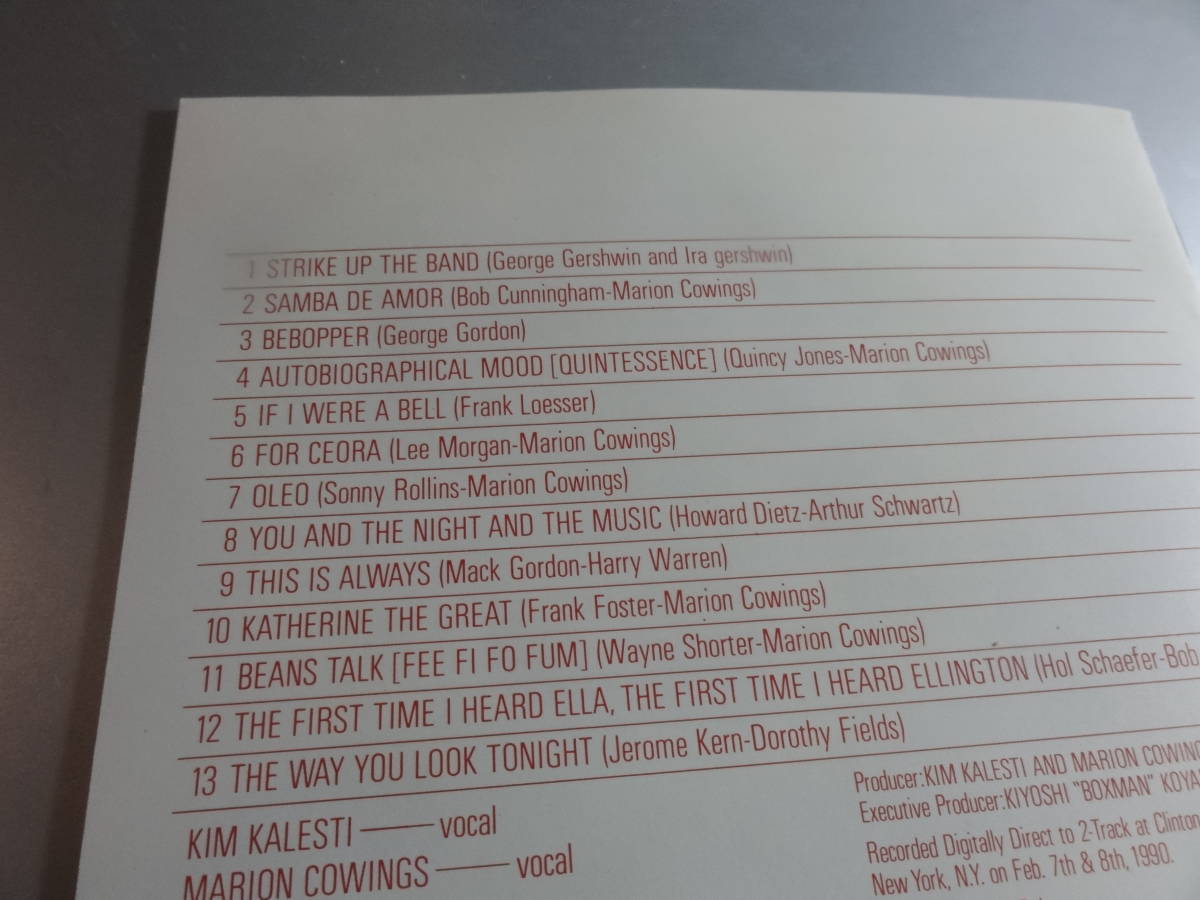 1 STRIKE UP THE BAND (George Gershwin and Ira gershwin)
2 SAMBA DE AMOR (Bob Cunningham-Marion Cowings)
3 BEBOPPER (George Gordon)
4 AUTOBIOGRAPHICAL MOOD [QUINTESSENCE] (Quincy Jones-Marion Cowings)
5 IF I WERE A BELL (Frank Loesser)
6 FOR CEORA (Lee Morgan-Marion Cowings)
7 OLEO (Sonny Rollins-Marion Cowings)
8 YOU AND THE NIGHT AND THE MUSIC (Howard Dietz-Arthur Schwartz)
9 THIS IS ALWAYS (Mack Gordon-Harry Warren)
10 KATHERINE THE GREAT (Frank Foster-Marion Cowings)
11 BEANS TALK [FEE FI FO FUM] (Wayne Shorter-Marion Cowings)
12 THE FIRST TIME I HEARD ELLA, THE FIRST TIME I HEARD ELLINGTON (Hol Schaefer-Bob
13 THE WAY YOU LOOK TONIGHT (Jerome Kern-Dorothy Fields)
KIM KALESTI —— vocal
MARION COWINGS —— vocal
Producer:KIM KALESTI AND MARION COWING
Executive Producer:KIYOSHI "BOXMAN" KOYA
Recorded Digitally Direct to 2-Track at Clinton
New York, N.Y. on Feb. 7th & 8th, 1990.